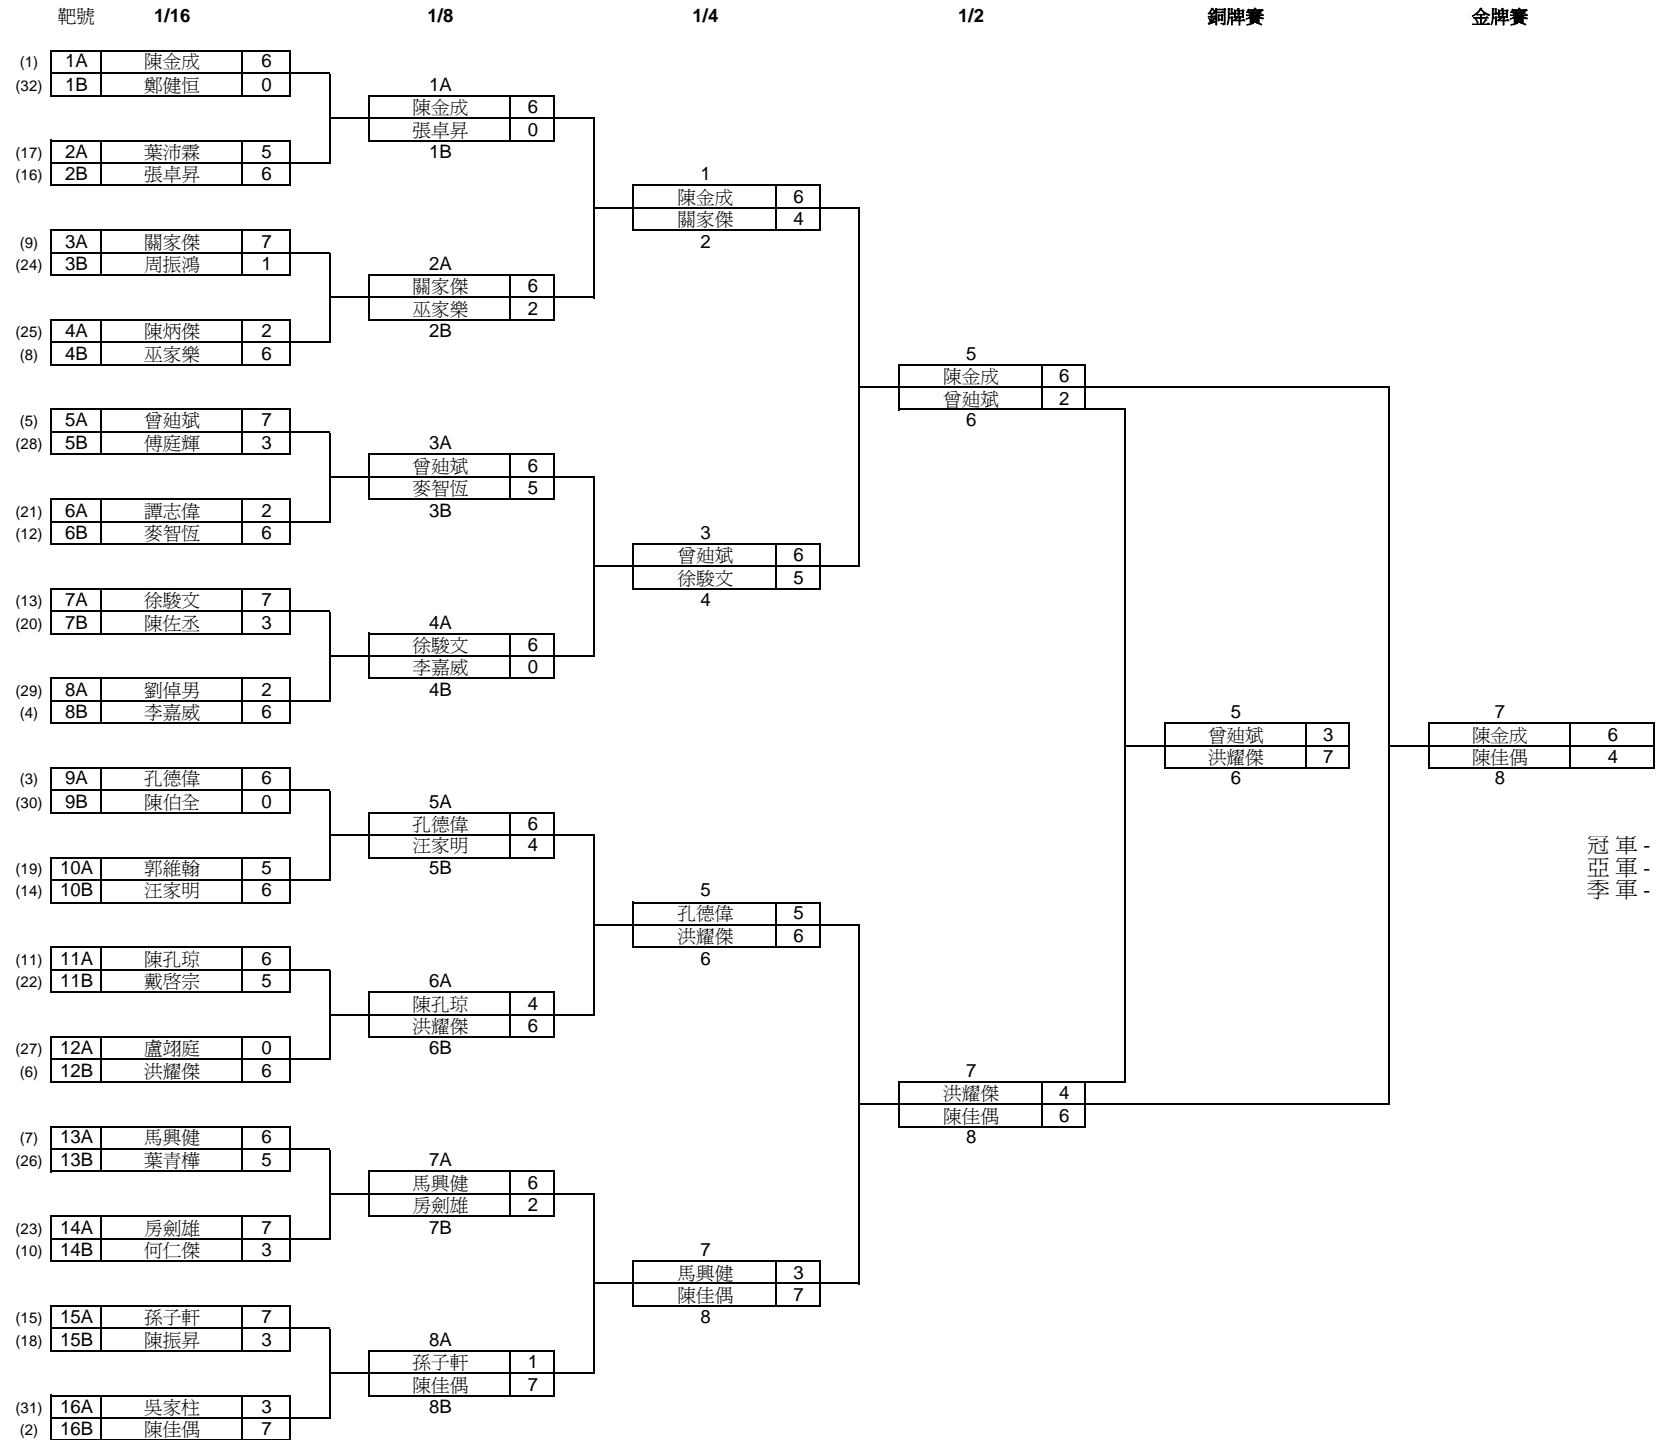 靶號 1/16 1/8 1/4 1/2 銅牌賽 金牌賽
(1) 1A 陳金成 6
(32) 1B 鄭健恒 0
1A
陳金成 6
張卓昇 0
1B
(17) 2A 葉沛霖 5
(16) 2B 張卓昇 6
1
陳金成 6
關家傑 4
2
(9) 3A 關家傑 7
(24) 3B 周振鴻 1
2A
關家傑 6
巫家樂 2
2B
(25) 4A 陳炳傑 2
(8) 4B 巫家樂 6
5
陳金成 6
曾廸斌 2
6
(5) 5A 曾廸斌 7
(28) 5B 傅庭輝 3
3A
曾廸斌 6
麥智恆 5
3B
(21) 6A 譚志偉 2
(12) 6B 麥智恆 6
3
曾廸斌 6
徐駿文 5
4
(13) 7A 徐駿文 7
(20) 7B 陳佐丞 3
4A
徐駿文 6
李嘉威 0
4B
(29) 8A 劉倬男 2
(4) 8B 李嘉威 6
5
曾廸斌 3
洪耀傑 7
6
7
陳金成 6
陳佳偶 4
8
(3) 9A 孔德偉 6
(30) 9B 陳伯全 0
5A
孔德偉 6
汪家明 4
5B
冠 軍 -
亞 軍 -
季 軍 -
(19) 10A 郭維翰 5
(14) 10B 汪家明 6
5
孔德偉 5
洪耀傑 6
6
(11) 11A 陳孔琼 6
(22) 11B 戴啓宗 5
6A
陳孔琼 4
洪耀傑 6
6B
(27) 12A 盧翊庭 0
(6) 12B 洪耀傑 6
7
洪耀傑 4
陳佳偶 6
8
(7) 13A 馬興健 6
(26) 13B 葉青樺 5
7A
馬興健 6
房劍雄 2
7B
(23) 14A 房劍雄 7
(10) 14B 何仁傑 3
7
馬興健 3
陳佳偶 7
8
(15) 15A 孫子軒 7
(18) 15B 陳振昇 3
8A
孫子軒 1
陳佳偶 7
8B
(31) 16A 吳家柱 3
(2) 16B 陳佳偶 7